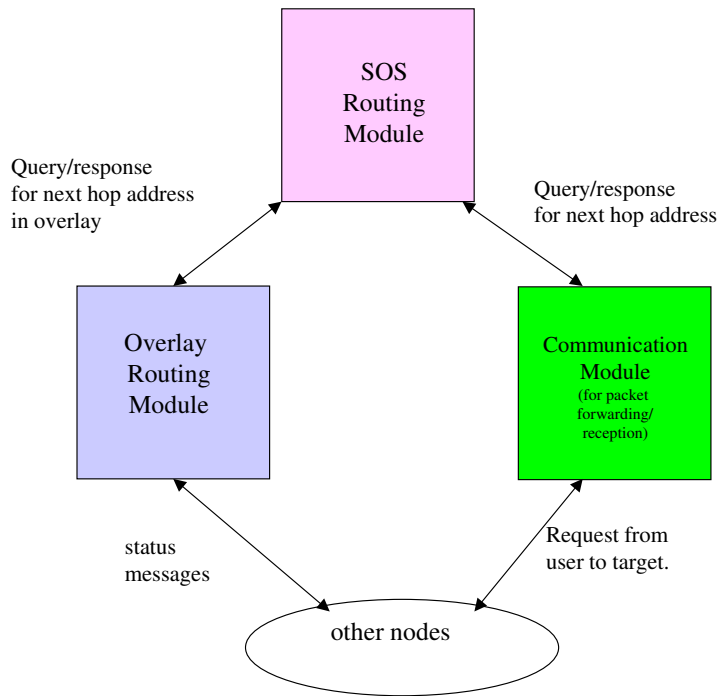 SOS
Routing
Module
Query/response
for next hop address
in overlay
Query/response
for next hop address
Overlay
Routing
Module
Communication
Module
(for packet
forwarding/
reception)
status
messages
Request from
user to target.
other nodes